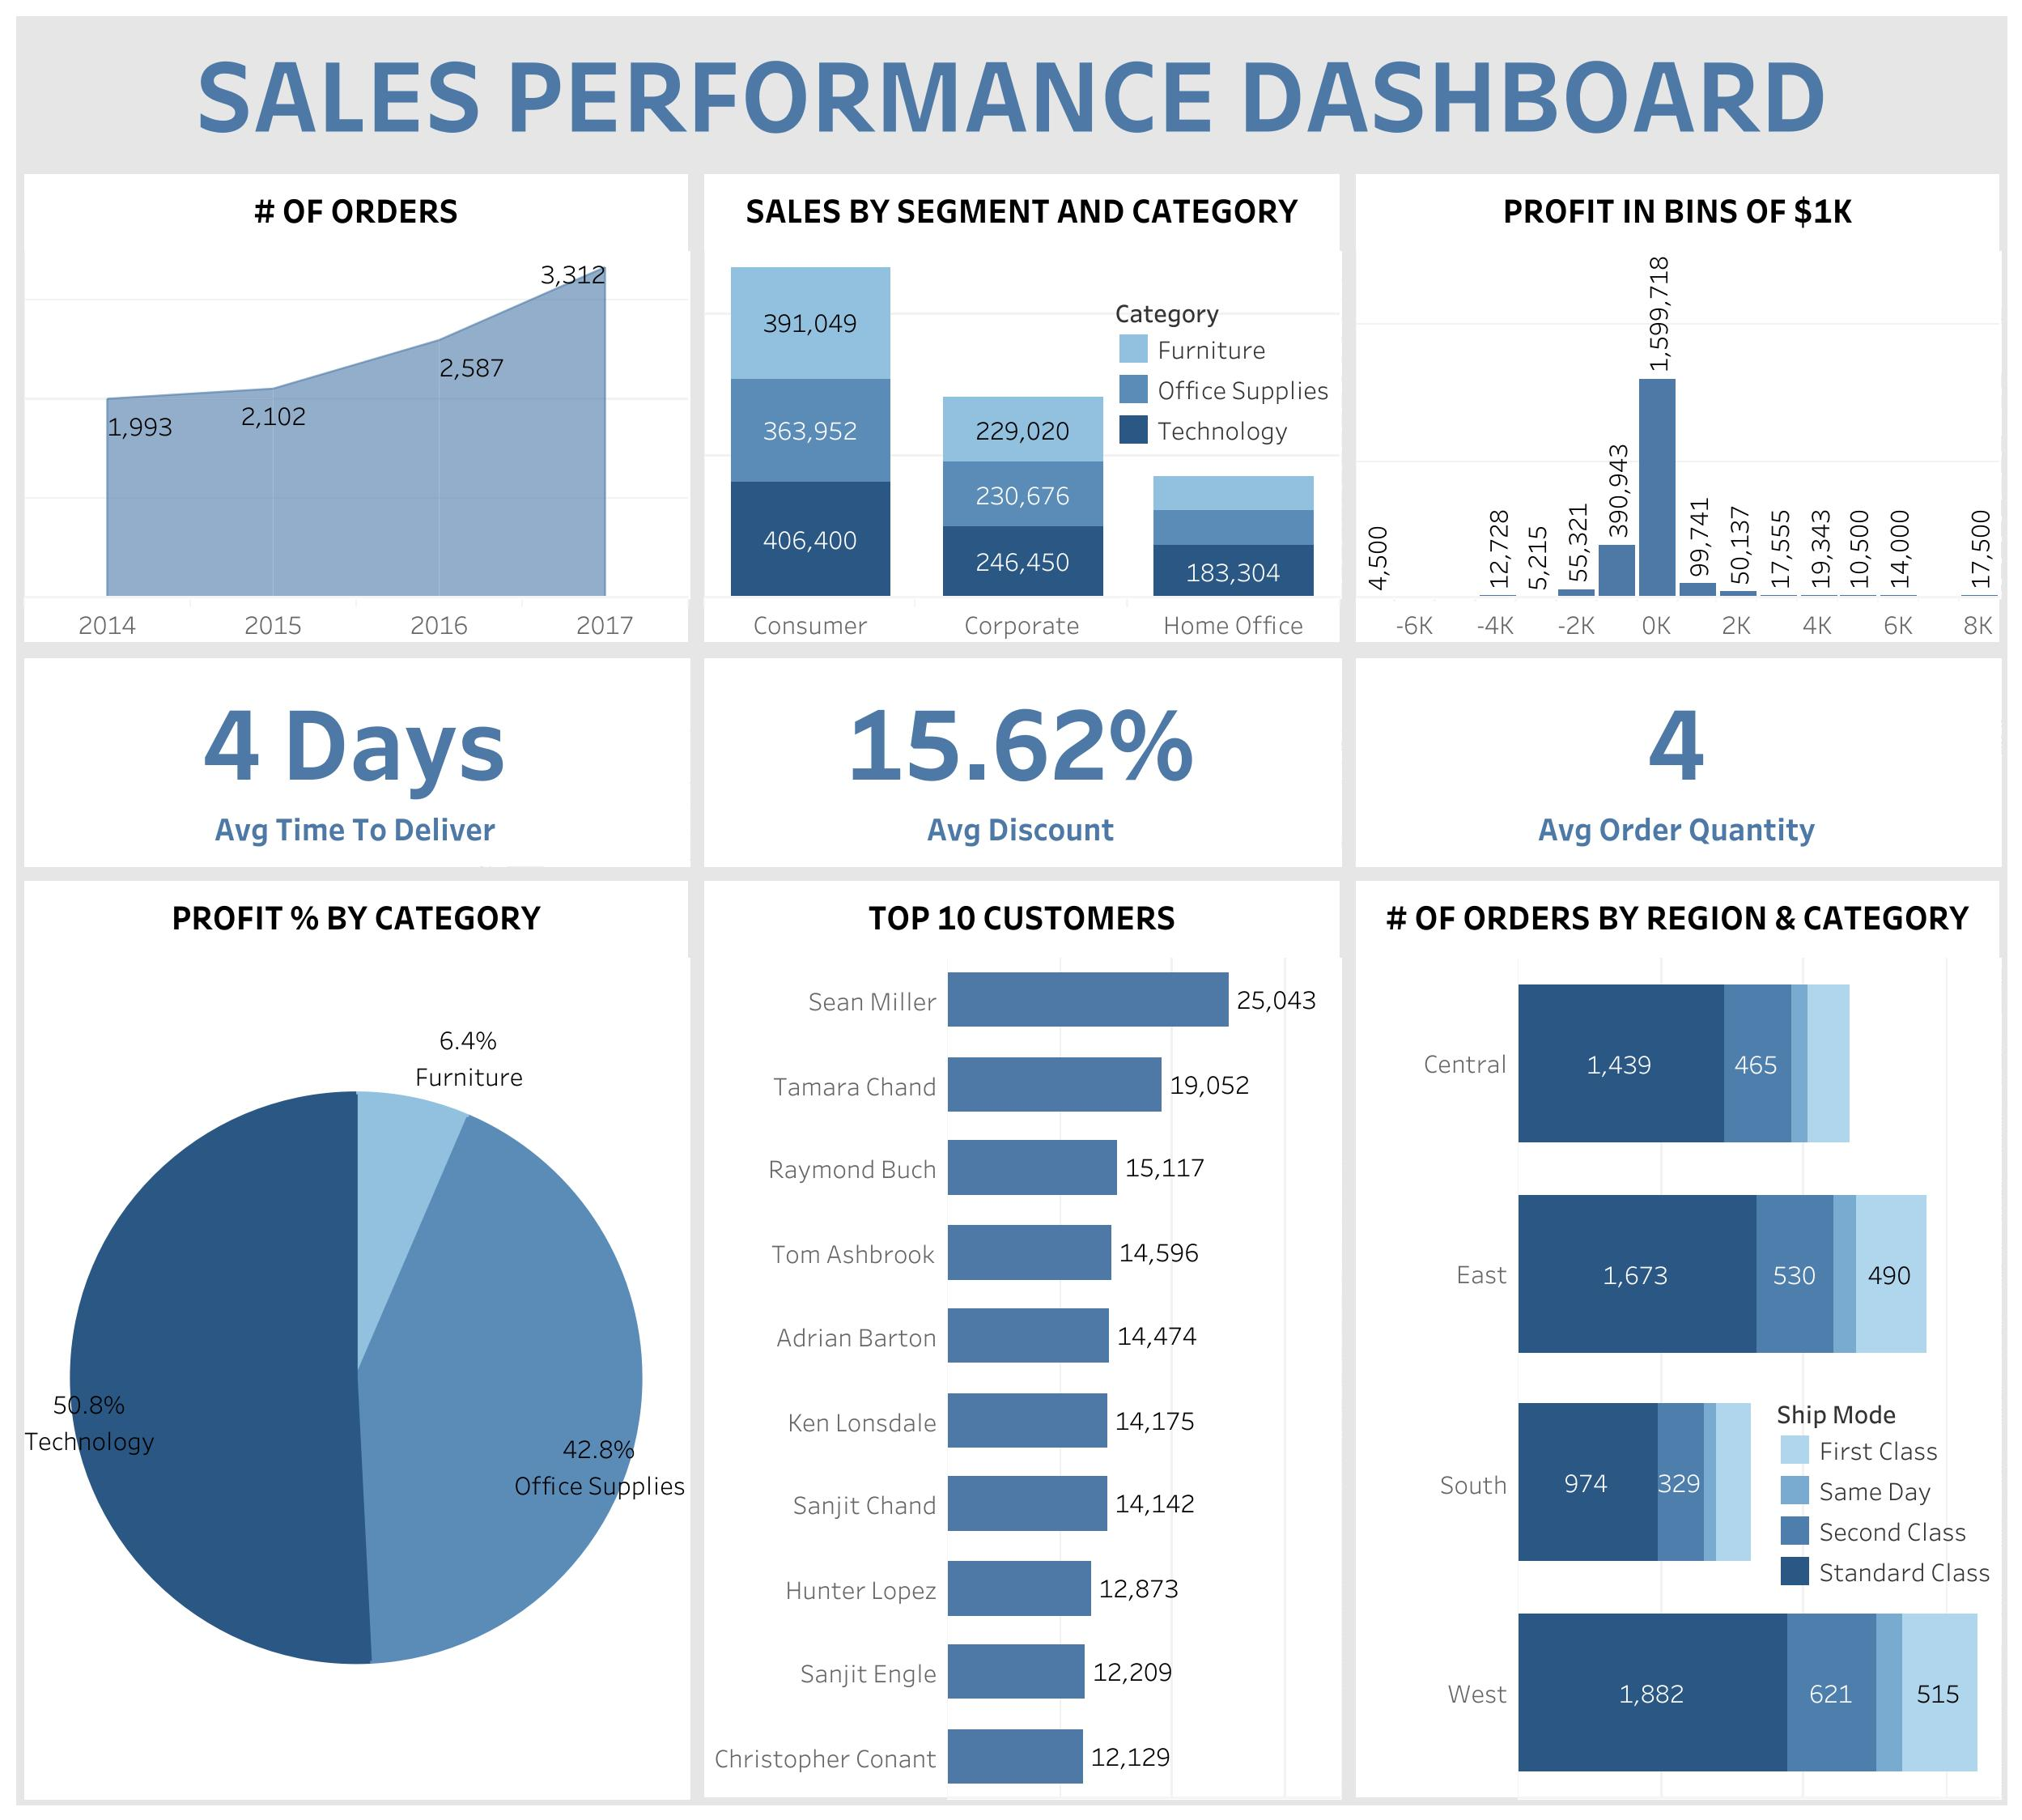 SALES PERFORMANCE DASHBOARD
# OF ORDERS
3,312
2,587
1,993
2,102
2014 2015 2016 2017
SALES BY SEGMENT AND CATEGORY
391,049
363,952
406,400
229,020
230,676
246,450
183,304
Category
Furniture
Office Supplies
Technology
Consumer Corporate Home Office
PROFIT IN BINS OF $1K
4,500
12,728
5,215
55,321
390,943
1,599,718
99,741
50,137
17,555
19,343
10,500
14,000
17,500
-6K -4K -2K 0K 2K 4K 6K 8K
4 Days
Avg Time To Deliver
15.62%
Avg Discount
4
Avg Order Quantity
PROFIT % BY CATEGORY
6.4%
Furniture
50.8%
Technology
42.8%
Office Supplies
TOP 10 CUSTOMERS
Sean Miller 25,043
Tamara Chand 19,052
Raymond Buch 15,117
Tom Ashbrook 14,596
Adrian Barton 14,474
Ken Lonsdale 14,175
Sanjit Chand 14,142
Hunter Lopez 12,873
Sanjit Engle 12,209
Christopher Conant 12,129
# OF ORDERS BY REGION & CATEGORY
Central 1,439 465
East 1,673 530 490
South 974 329
Ship Mode
First Class
Same Day
Second Class
Standard Class
West 1,882 621 515